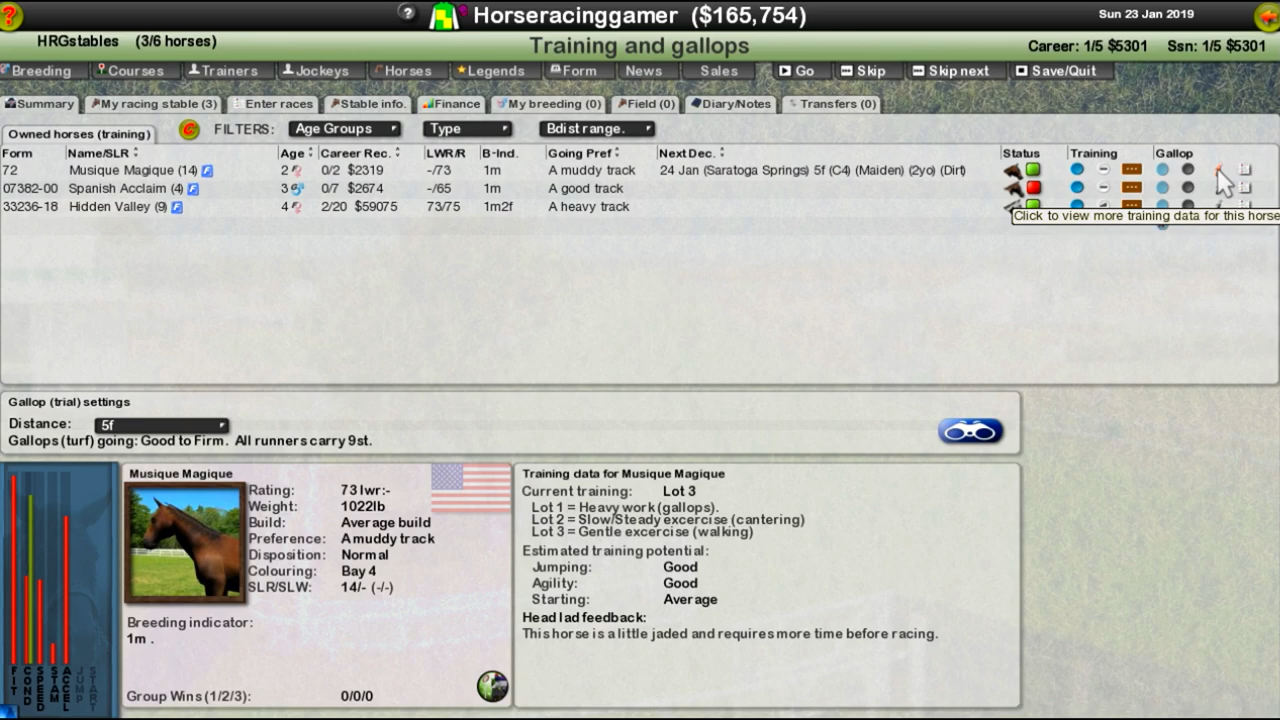 ? ? Horseracinggamer ($165,754) Sun 23 Jan 2019
HRGstables (3/6 horses) Training and gallops Career: 1/5 $5301 Ssn: 1/5 $5301
Breeding Courses Trainers Jockeys Horses Legends Form News Sales Go Skip Skip next Save/Quit
Summary My racing stable (3) Enter races Stable info. Finance My breeding (0) Field (0) Diary/Notes Transfers (0)
Owned horses (training) FILTERS: Age Groups Type Bdist range.
Form Name/SLR Age Career Rec. LWR/R B-Ind. Going Pref Next Dec. Status Training Gallop
72 Musique Magique (14) 2 0/2 $2319 -/73 1m A muddy track 24 Jan (Saratoga Springs) 5f (C4) (Maiden) (2yo) (Dirt)
07382-00 Spanish Acclaim (4) 3 0/7 $2674 -/65 1m A good track
33236-18 Hidden Valley (9) 4 2/20 $59075 73/75 1m2f A heavy track
Click to view more training data for this horse
Gallop (trial) settings
Distance: 5f
Gallops (turf) going: Good to Firm. All runners carry 9st.
Musique Magique
Rating: 73 lwr:-
Weight: 1022lb
Build: Average build
Preference: A muddy track
Disposition: Normal
Colouring: Bay 4
SLR/SLW: 14/- (-/-)
Breeding indicator:
1m .
Group Wins (1/2/3): 0/0/0
Training data for Musique Magique
Current training: Lot 3
Lot 1 = Heavy work (gallops).
Lot 2 = Slow/Steady excercise (cantering)
Lot 3 = Gentle excercise (walking)
Estimated training potential:
Jumping: Good
Agility: Good
Starting: Average
Head lad feedback:
This horse is a little jaded and requires more time before racing.
FIT COND SPEED STAM ACCEL JUMP START